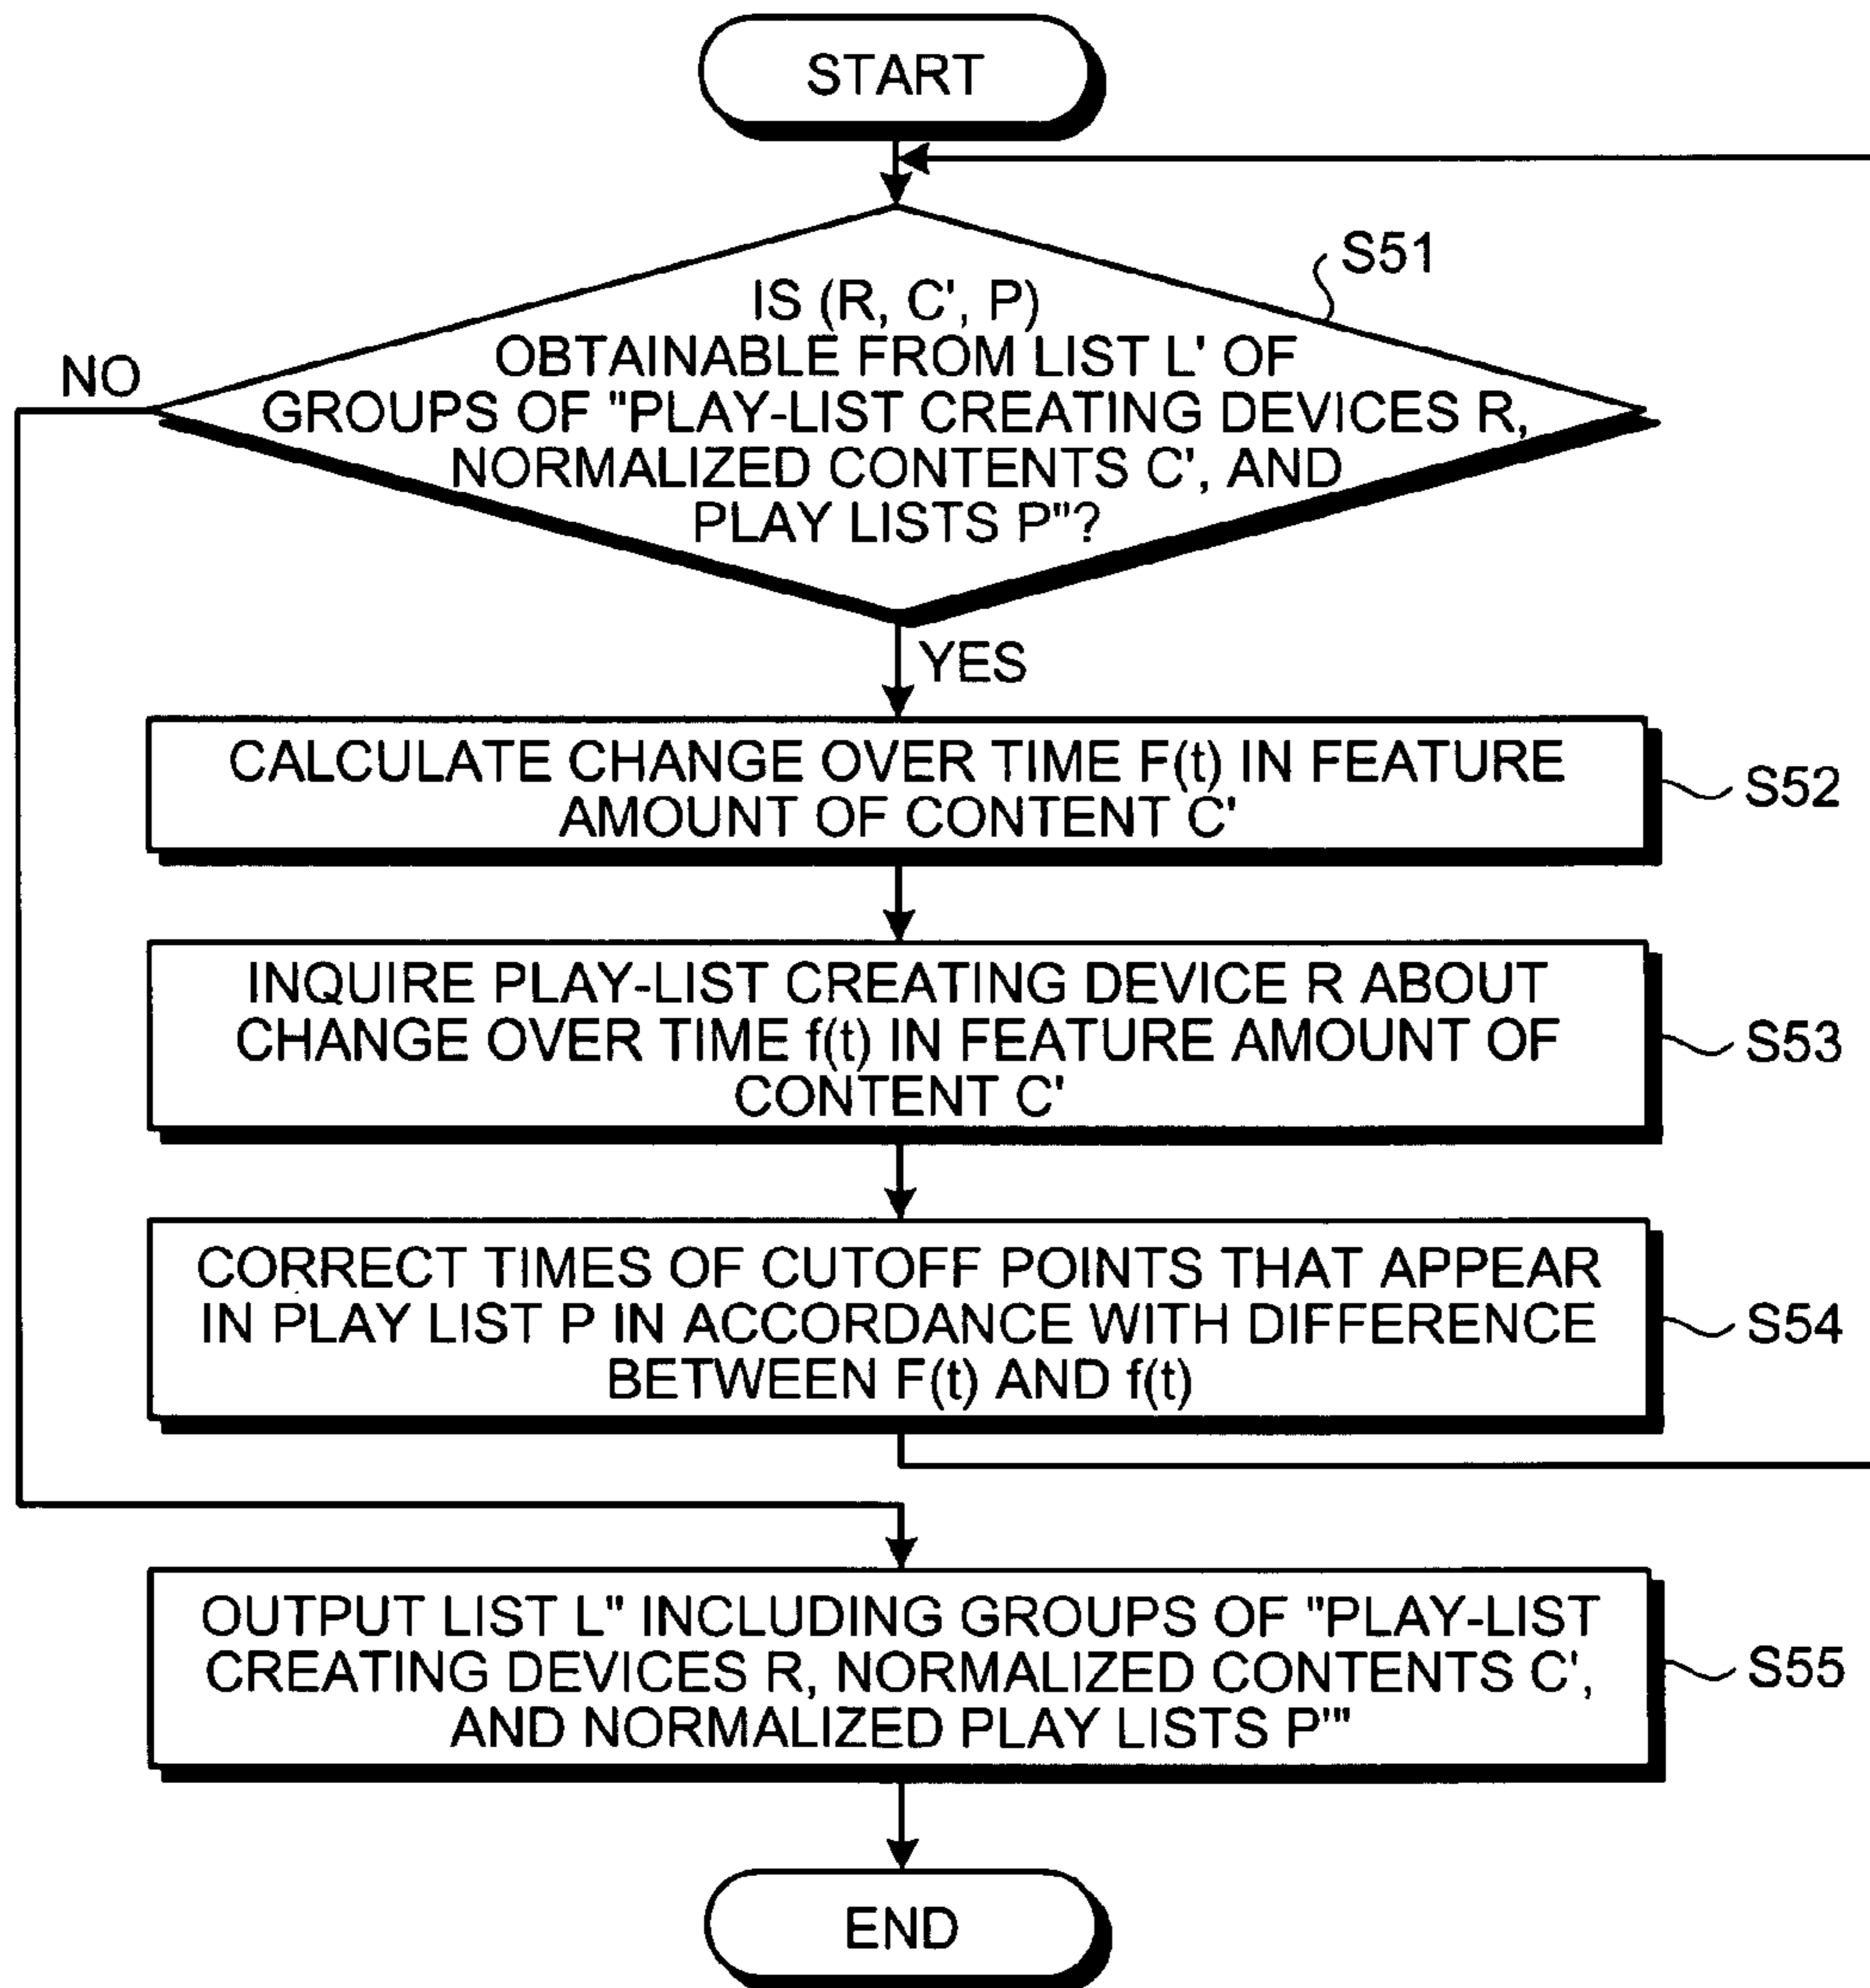 START
S51
IS (R, C', P)
OBTAINABLE FROM LIST L' OF
GROUPS OF "PLAY-LIST CREATING DEVICES R,
NORMALIZED CONTENTS C', AND
PLAY LISTS P"?
NO
YES
CALCULATE CHANGE OVER TIME F(t) IN FEATURE
AMOUNT OF CONTENT C'
S52
INQUIRE PLAY-LIST CREATING DEVICE R ABOUT
CHANGE OVER TIME f(t) IN FEATURE AMOUNT OF
CONTENT C'
S53
CORRECT TIMES OF CUTOFF POINTS THAT APPEAR
IN PLAY LIST P IN ACCORDANCE WITH DIFFERENCE
BETWEEN F(t) AND f(t)
S54
OUTPUT LIST L" INCLUDING GROUPS OF "PLAY-LIST
CREATING DEVICES R, NORMALIZED CONTENTS C',
AND NORMALIZED PLAY LISTS P'"
S55
END